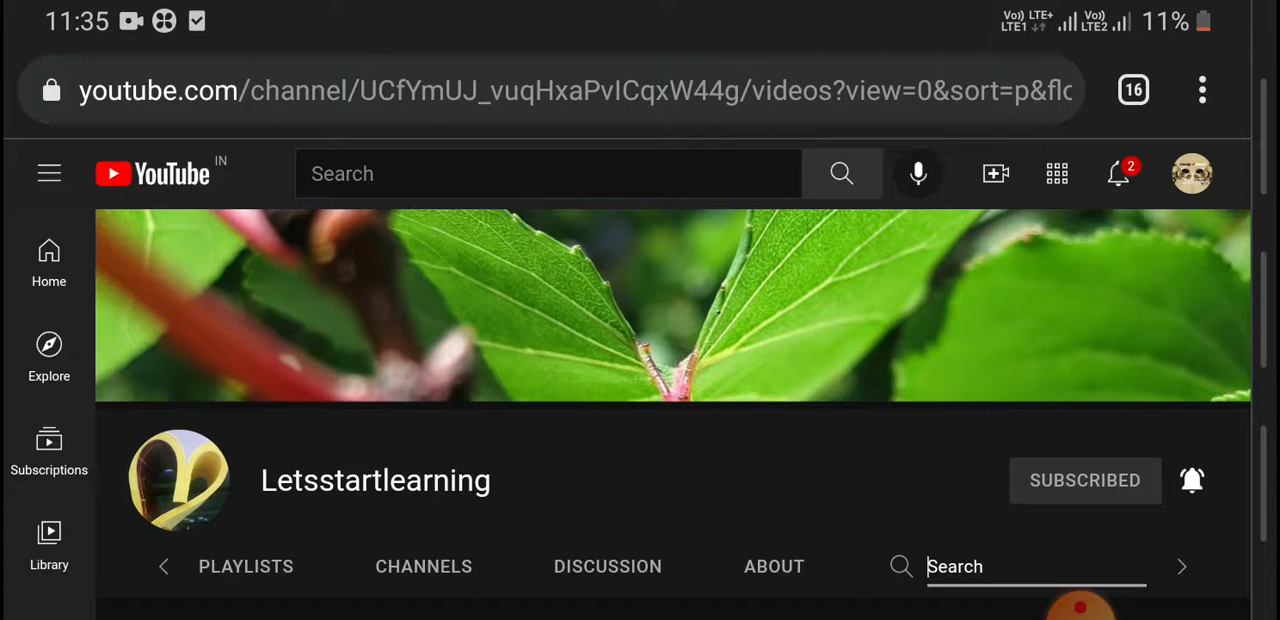 11:35 Vo)) LTE1 LTE+ Vo)) LTE2 11%
youtube.com/channel/UCfYmUJ_vuqHxaPvICqxW44g/videos?view=0&sort=p&flo 16
YouTube IN Search 2
Home
Explore
Subscriptions
Library
Letsstartlearning SUBSCRIBED
PLAYLISTS CHANNELS DISCUSSION ABOUT Search